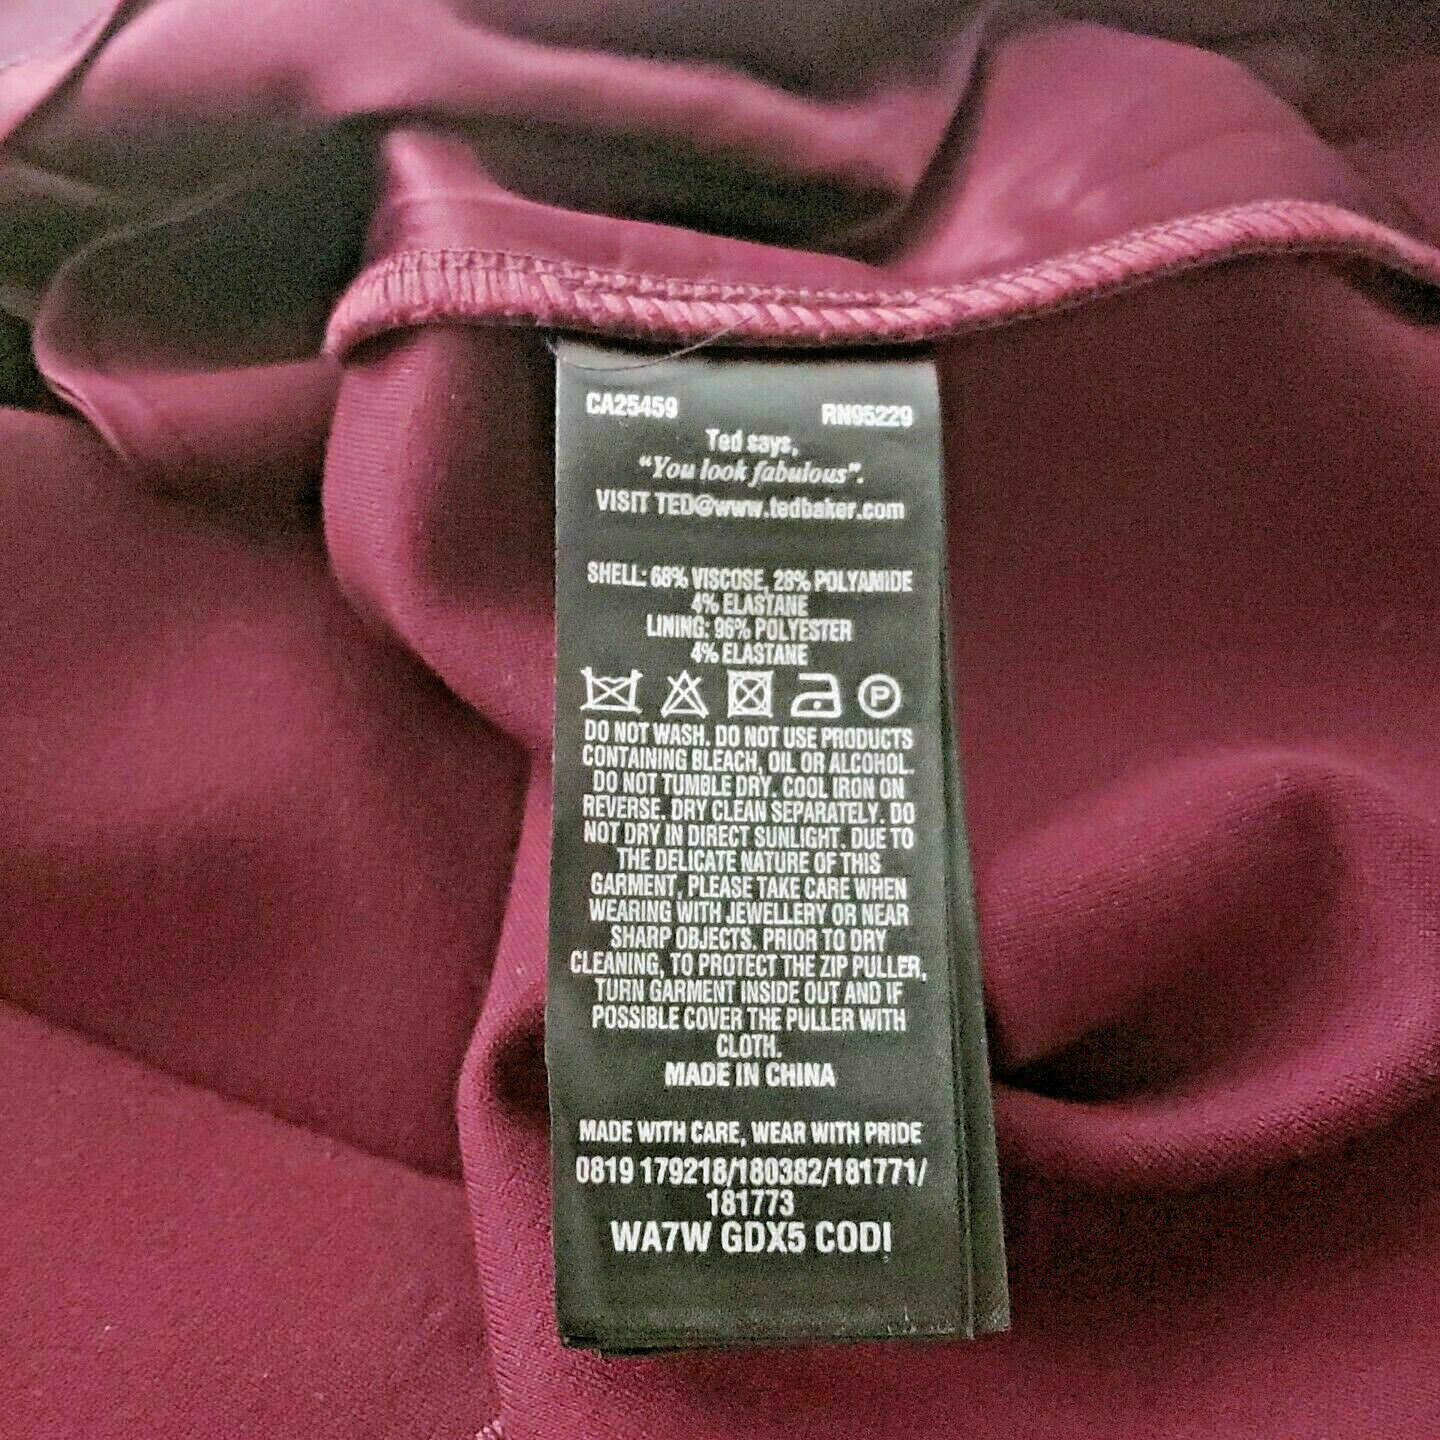 CA25459 RN95229
Ted says,
“You look fabulous”.
VISIT TED@www.tedbaker.com
SHELL: 68% VISCOSE, 28% POLYAMIDE
4% ELASTANE
LINING: 96% POLYESTER
4% ELASTANE
P
DO NOT WASH. DO NOT USE PRODUCTS
CONTAINING BLEACH, OIL OR ALCOHOL.
DO NOT TUMBLE DRY. COOL IRON ON
REVERSE. DRY CLEAN SEPARATELY. DO
NOT DRY IN DIRECT SUNLIGHT. DUE TO
THE DELICATE NATURE OF THIS
GARMENT, PLEASE TAKE CARE WHEN
WEARING WITH JEWELLERY OR NEAR
SHARP OBJECTS. PRIOR TO DRY
CLEANING, TO PROTECT THE ZIP PULLER,
TURN GARMENT INSIDE OUT AND IF
POSSIBLE COVER THE PULLER WITH
CLOTH.
MADE IN CHINA
MADE WITH CARE, WEAR WITH PRIDE
0819 179218/180382/181771/
181773
WA7W GDX5 CODI